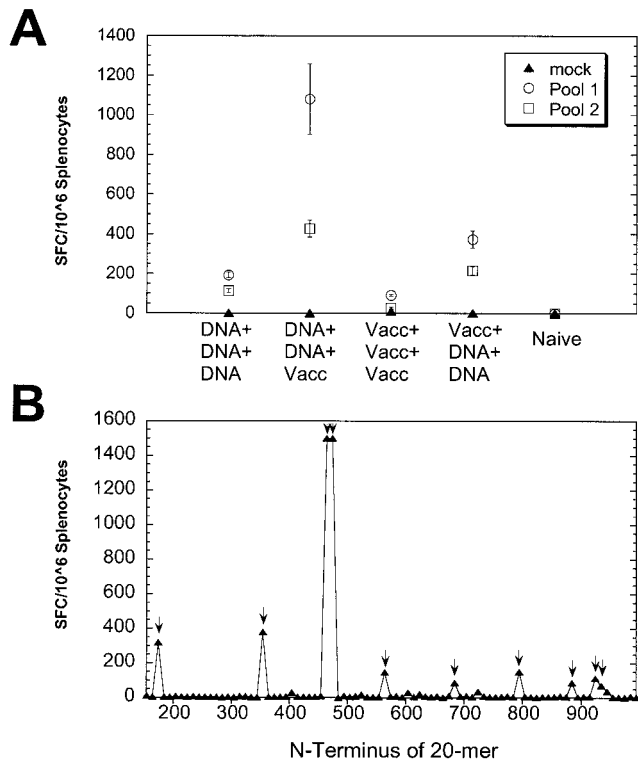 A
1400
1200
1000
800
600
400
200
0
SFC/10^6 Splenocytes
mock
Pool 1
Pool 2
DNA+
DNA+
DNA
DNA+
DNA+
Vacc
Vacc+
Vacc+
Vacc
Vacc+
DNA+
DNA
Naive
B
1600
1400
1200
1000
800
600
400
200
0
SFC/10^6 Splenocytes
200 300 400 500 600 700 800 900
N-Terminus of 20-mer